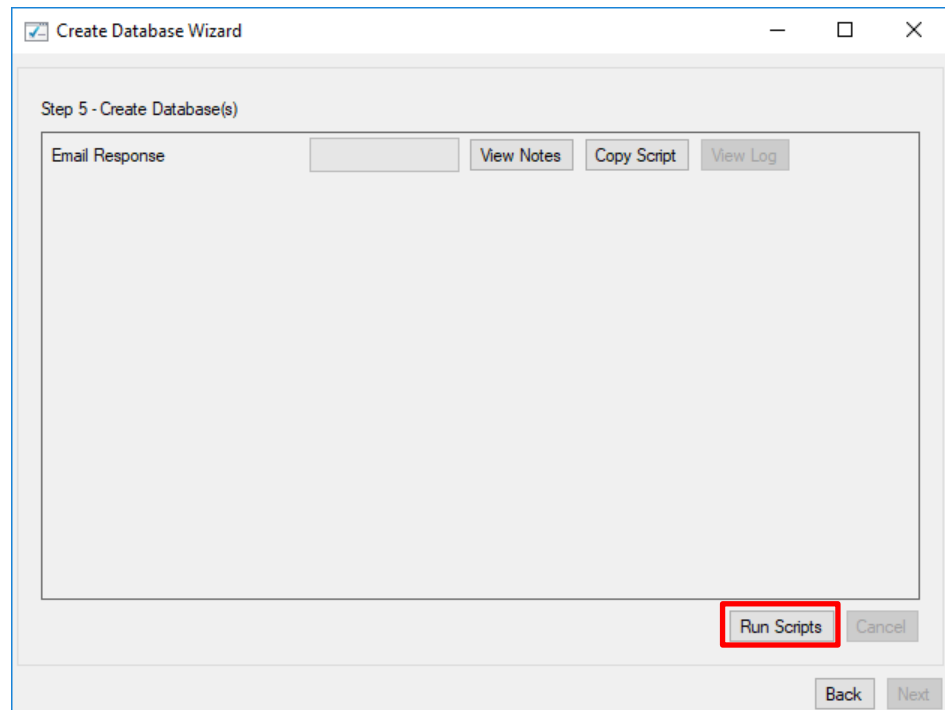 Create Database Wizard
Step 5 - Create Database(s)
Email Response View Notes Copy Script View Log
Run Scripts Cancel
Back Next